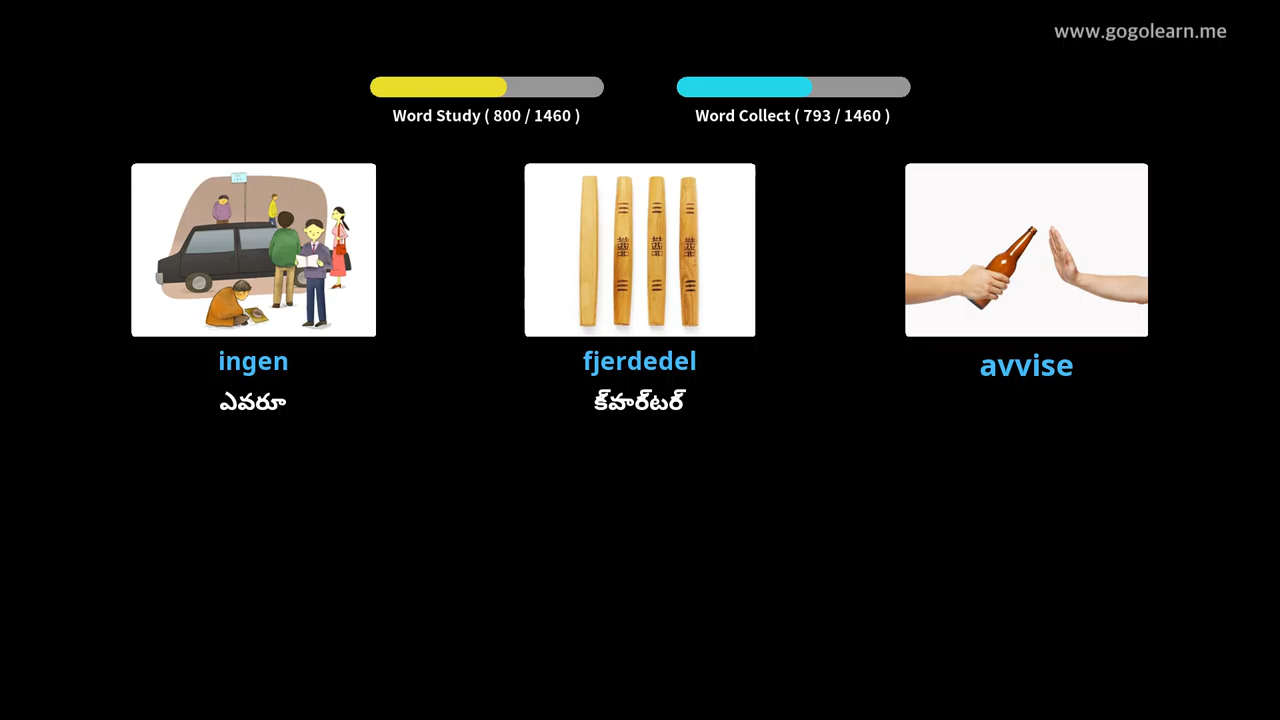 www.gogolearn.me
Word Study ( 800 / 1460 )
Word Collect ( 793 / 1460 )
ingen
ఎవరూ
fjerdedel
క్వార్టర్
avvise